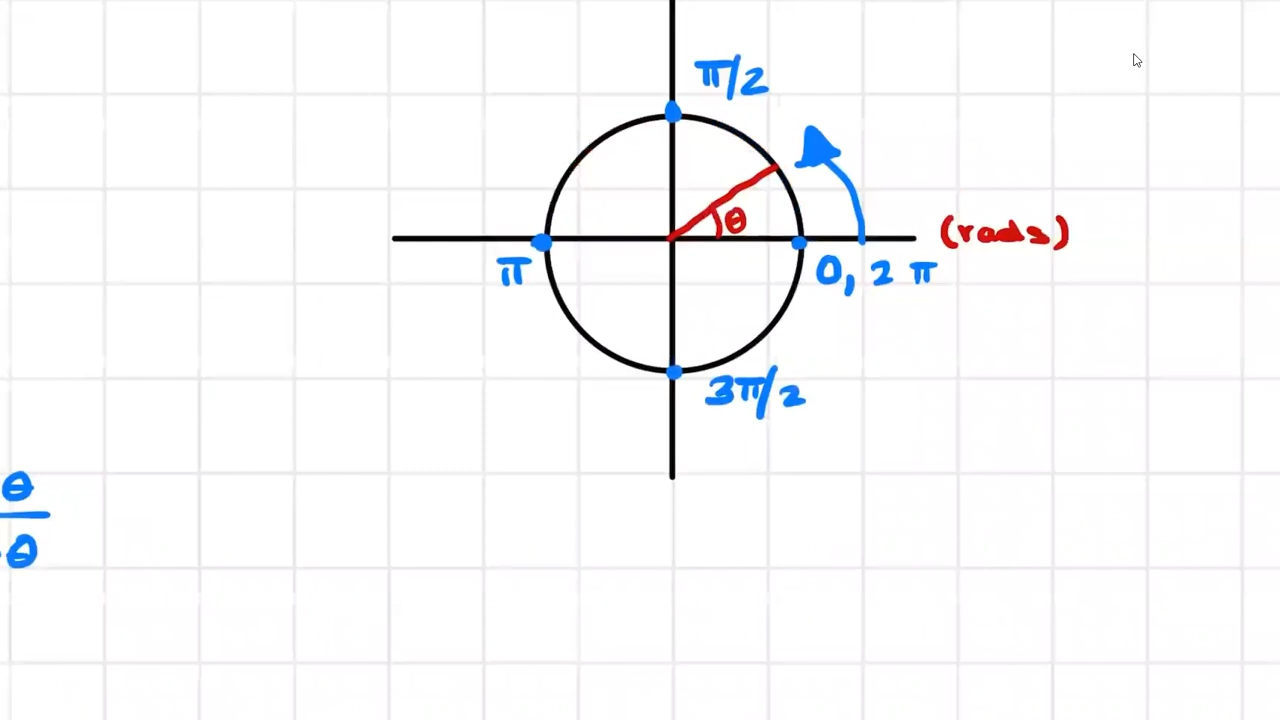 π/2
θ
(rads)
π
0, 2π
3π/2
θ
θ